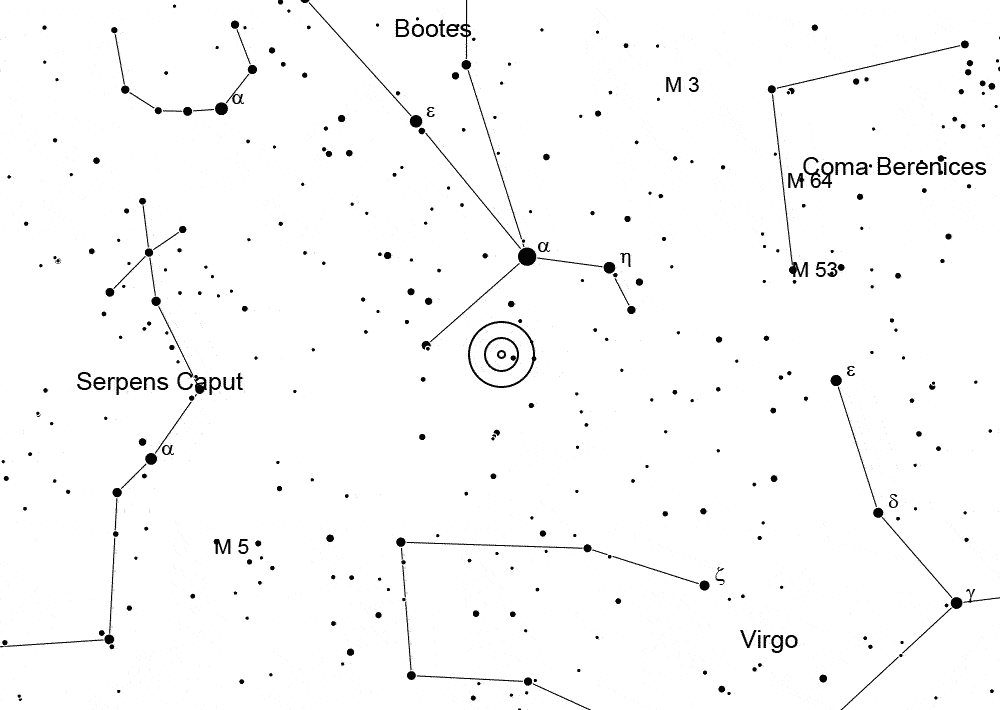 Bootes
M 3
α
ε
Coma Berenices
M 64
α
η
M 53
Serpens Caput
ε
α
δ
M 5
ζ
γ
Virgo